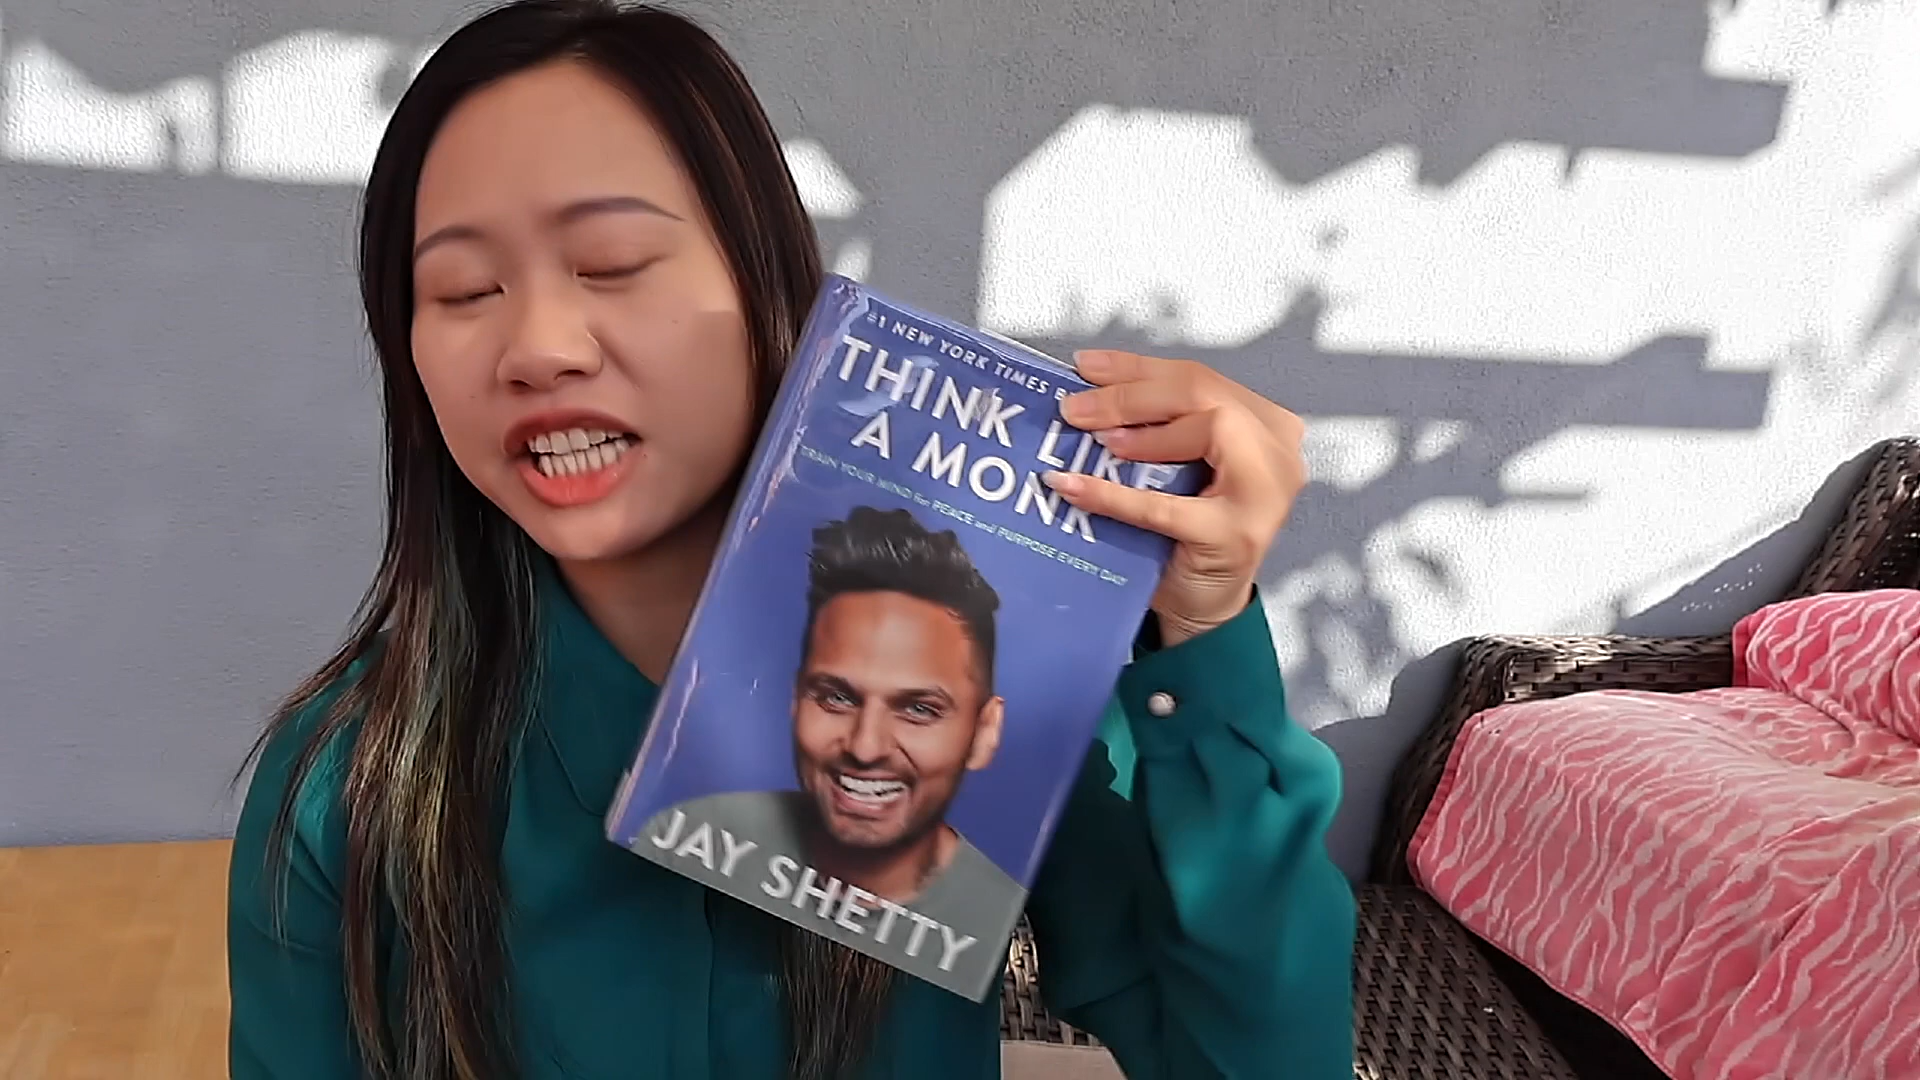 #1 NEW YORK TIMES
THINK LIKE
A MONK
TRAIN YOUR MIND for PEACE and PURPOSE EVERY DAY
JAY SHETTY